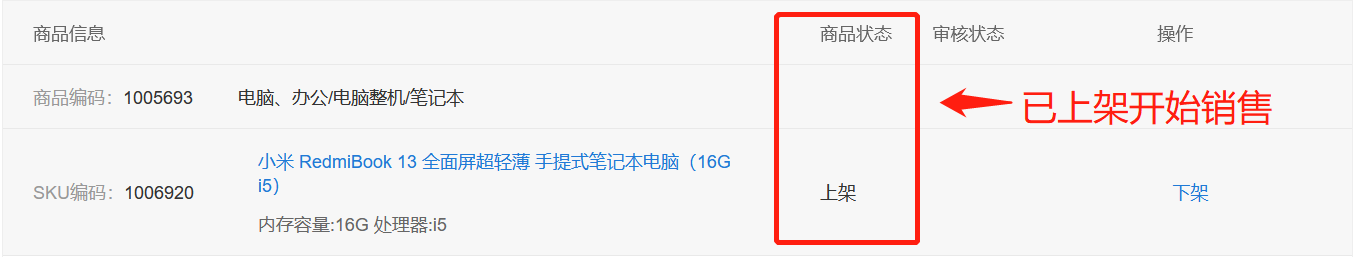 商品信息 商品状态 审核状态 操作
商品编码：1005693 电脑、办公/电脑整机/笔记本
已上架开始销售
小米 RedmiBook 13 全面屏超轻薄 手提式笔记本电脑（16G
i5）
SKU编码：1006920 上架 下架
内存容量:16G 处理器:i5